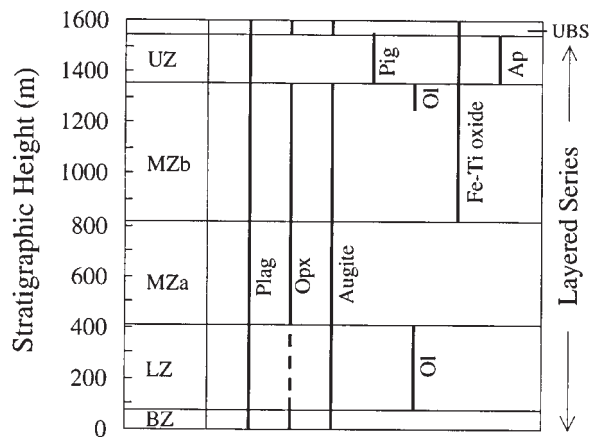 1600
1400
1200
1000
800
600
400
200
0
Stratigraphic Height (m)
UZ
MZb
MZa
LZ
BZ
Plag
Opx
Augite
Pig
Ol
Ol
Fe-Ti oxide
Ap
UBS
Layered Series